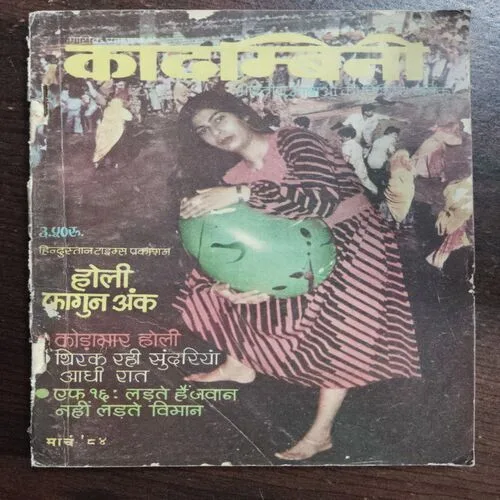 कादम्बिनी
३.५०रू.
हिन्दुस्तान टाइम्स प्रकाशन
होली
फागुन अंक
कोड़ामार होली
थिरक रही सुंदरियां
आधी रात
एफ १६: लड़ते हैं जवान
नहीं लड़ते विमान
मार्च '८४